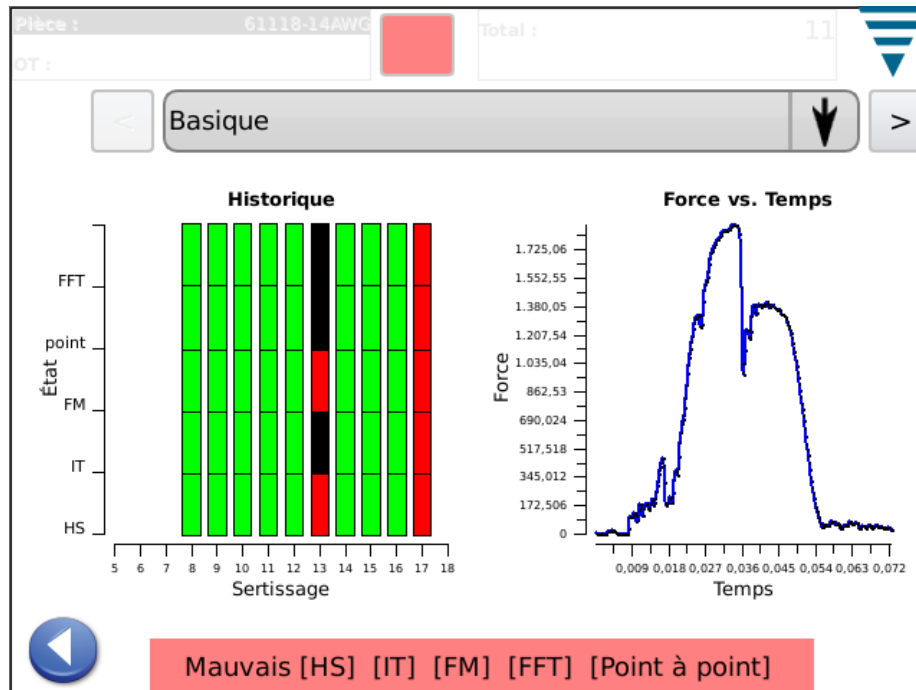 Pièce : 61118-14AWG
Total : 11
OT :
<
Basique
>
Historique
Force vs. Temps
FFT
point
FM
IT
HS
État
5 6 7 8 9 10 11 12 13 14 15 16 17 18
Sertissage
1.725,06
1.552,55
1.380,05
1.207,54
1.035,04
862,53
690,024
517,518
345,012
172,506
0
Force
0,009 0,018 0,027 0,036 0,045 0,054 0,063 0,072
Temps
Mauvais [HS] [IT] [FM] [FFT] [Point à point]